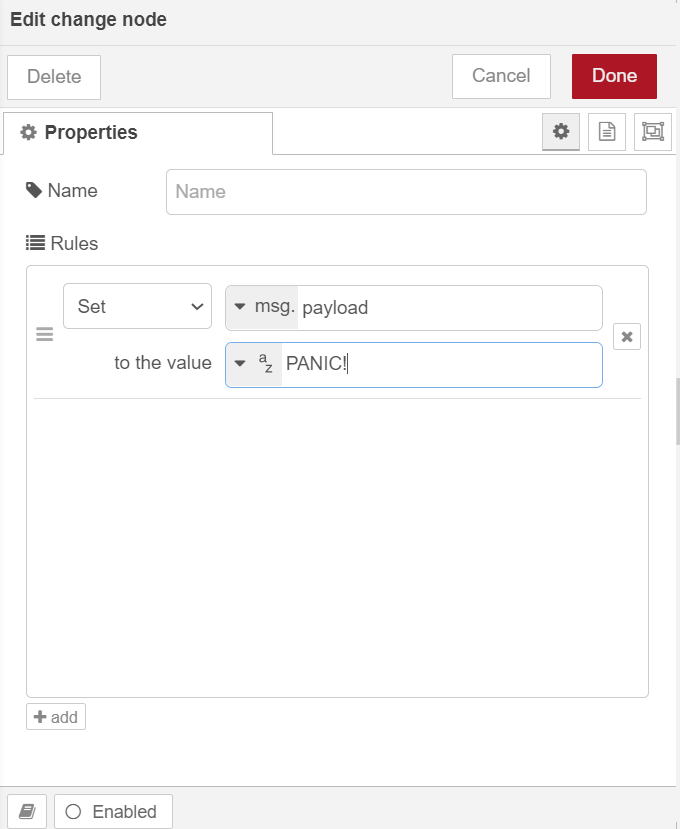 Edit change node
Delete
Cancel
Done
Properties
Name
Name
Rules
Set
msg. payload
to the value
az PANIC!
add
Enabled